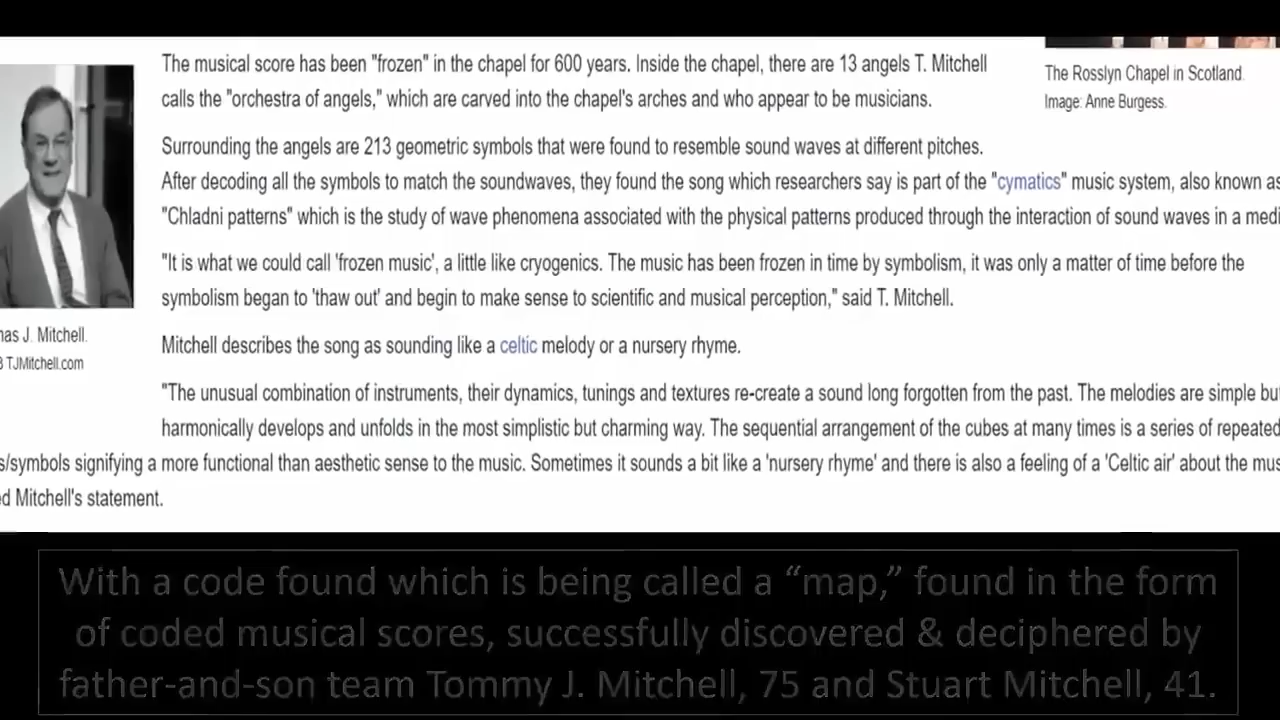 The musical score has been "frozen" in the chapel for 600 years. Inside the chapel, there are 13 angels T. Mitchell
calls the "orchestra of angels," which are carved into the chapel's arches and who appear to be musicians.
The Rosslyn Chapel in Scotland.
Image: Anne Burgess.
Surrounding the angels are 213 geometric symbols that were found to resemble sound waves at different pitches.
After decoding all the symbols to match the soundwaves, they found the song which researchers say is part of the "cymatics" music system, also known as
"Chladni patterns" which is the study of wave phenomena associated with the physical patterns produced through the interaction of sound waves in a medi
"It is what we could call 'frozen music', a little like cryogenics. The music has been frozen in time by symbolism, it was only a matter of time before the
symbolism began to 'thaw out' and begin to make sense to scientific and musical perception," said T. Mitchell.
mas J. Mitchell.
TJMitchell.com
Mitchell describes the song as sounding like a celtic melody or a nursery rhyme.
"The unusual combination of instruments, their dynamics, tunings and textures re-create a sound long forgotten from the past. The melodies are simple but
harmonically develops and unfolds in the most simplistic but charming way. The sequential arrangement of the cubes at many times is a series of repeated
s/symbols signifying a more functional than aesthetic sense to the music. Sometimes it sounds a bit like a 'nursery rhyme' and there is also a feeling of a 'Celtic air' about the mus
ed Mitchell's statement.
With a code found which is being called a “map,” found in the form
of coded musical scores, successfully discovered & deciphered by
father-and-son team Tommy J. Mitchell, 75 and Stuart Mitchell, 41.